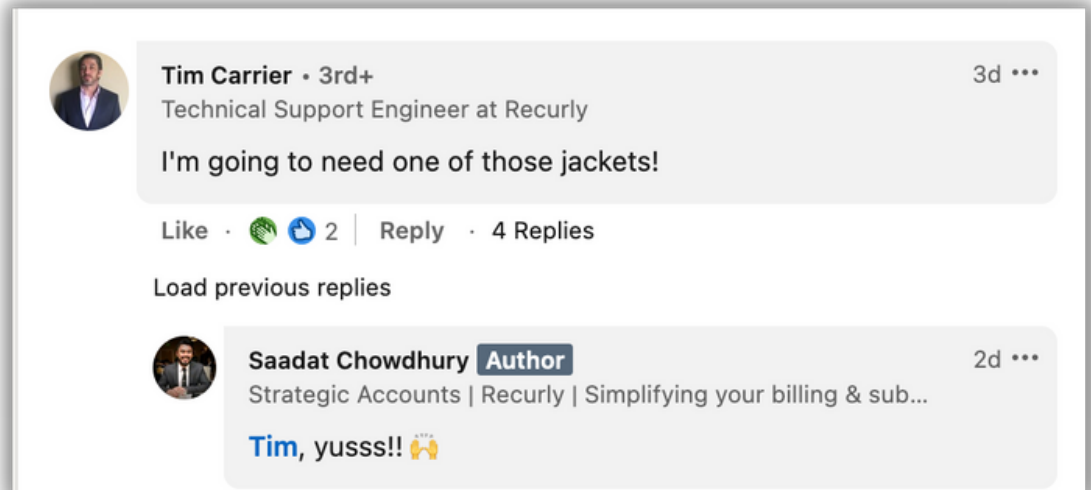 Tim Carrier • 3rd+ 3d •••
Technical Support Engineer at Recurly
I'm going to need one of those jackets!
Like · 2 Reply · 4 Replies
Load previous replies
Saadat Chowdhury Author 2d •••
Strategic Accounts | Recurly | Simplifying your billing & sub...
Tim, yusss!! 🙌